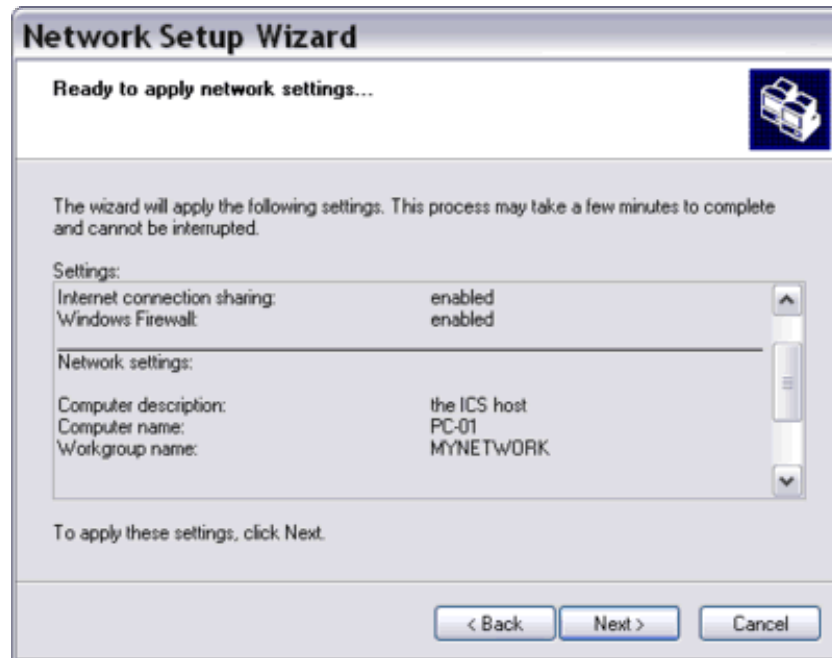 Network Setup Wizard
Ready to apply network settings...
The wizard will apply the following settings. This process may take a few minutes to complete
and cannot be interrupted.
Settings:
Internet connection sharing: enabled
Windows Firewall: enabled
Network settings:
Computer description: the ICS host
Computer name: PC-01
Workgroup name: MYNETWORK
To apply these settings, click Next.
< Back Next > Cancel